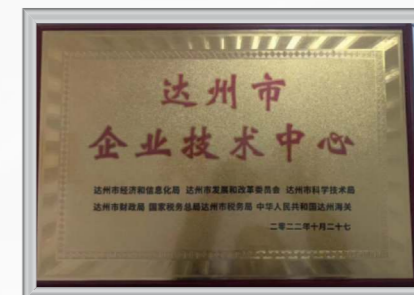 达州市
企业技术中心
达州市经济和信息化局 达州市发展和改革委员会 达州市科学技术局
达州市财政局 国家税务总局达州市税务局 中华人民共和国达州海关
二零二二年十月二十七